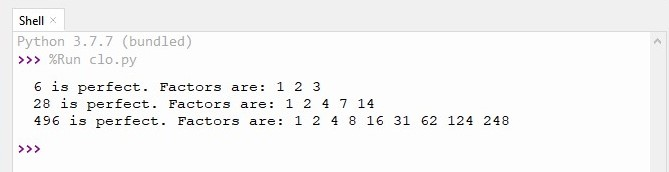 Shell ×
Python 3.7.7 (bundled)
>>> %Run clo.py
6 is perfect. Factors are: 1 2 3
28 is perfect. Factors are: 1 2 4 7 14
496 is perfect. Factors are: 1 2 4 8 16 31 62 124 248
>>>